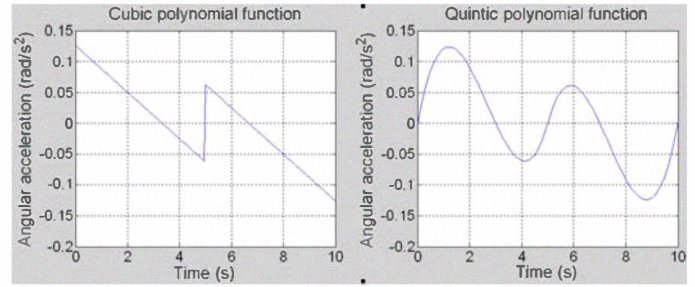 Cubic polynomial function
Angular acceleration (rad/s²)
0.15
0.1
0.05
0
-0.05
-0.1
-0.15
-0.2
0 2 4 6 8 10
Time (s)
Quintic polynomial function
Angular acceleration (rad/s²)
0.15
0.1
0.05
0
-0.05
-0.1
-0.15
-0.2
0 2 4 6 8 10
Time (s)